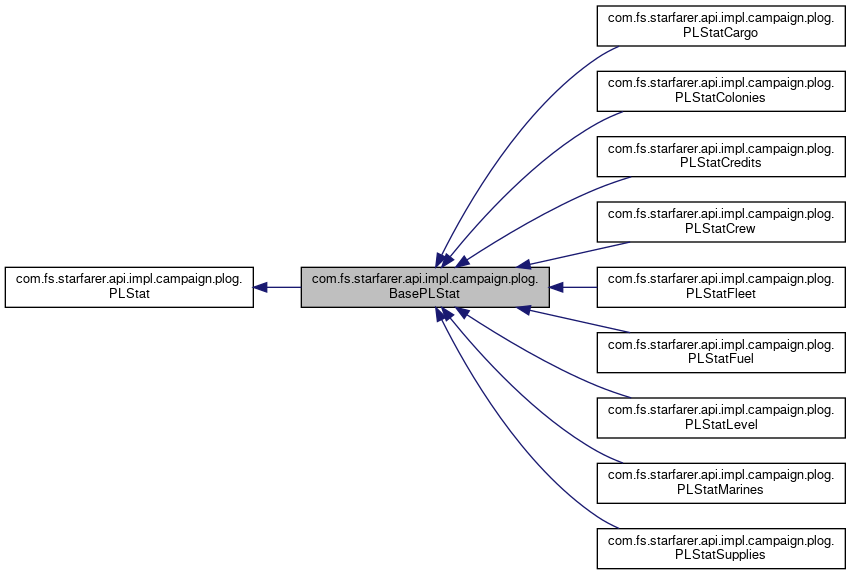 com.fs.starfarer.api.impl.campaign.plog.
PLStat
com.fs.starfarer.api.impl.campaign.plog.
BasePLStat
com.fs.starfarer.api.impl.campaign.plog.
PLStatCargo
com.fs.starfarer.api.impl.campaign.plog.
PLStatColonies
com.fs.starfarer.api.impl.campaign.plog.
PLStatCredits
com.fs.starfarer.api.impl.campaign.plog.
PLStatCrew
com.fs.starfarer.api.impl.campaign.plog.
PLStatFleet
com.fs.starfarer.api.impl.campaign.plog.
PLStatFuel
com.fs.starfarer.api.impl.campaign.plog.
PLStatLevel
com.fs.starfarer.api.impl.campaign.plog.
PLStatMarines
com.fs.starfarer.api.impl.campaign.plog.
PLStatSupplies